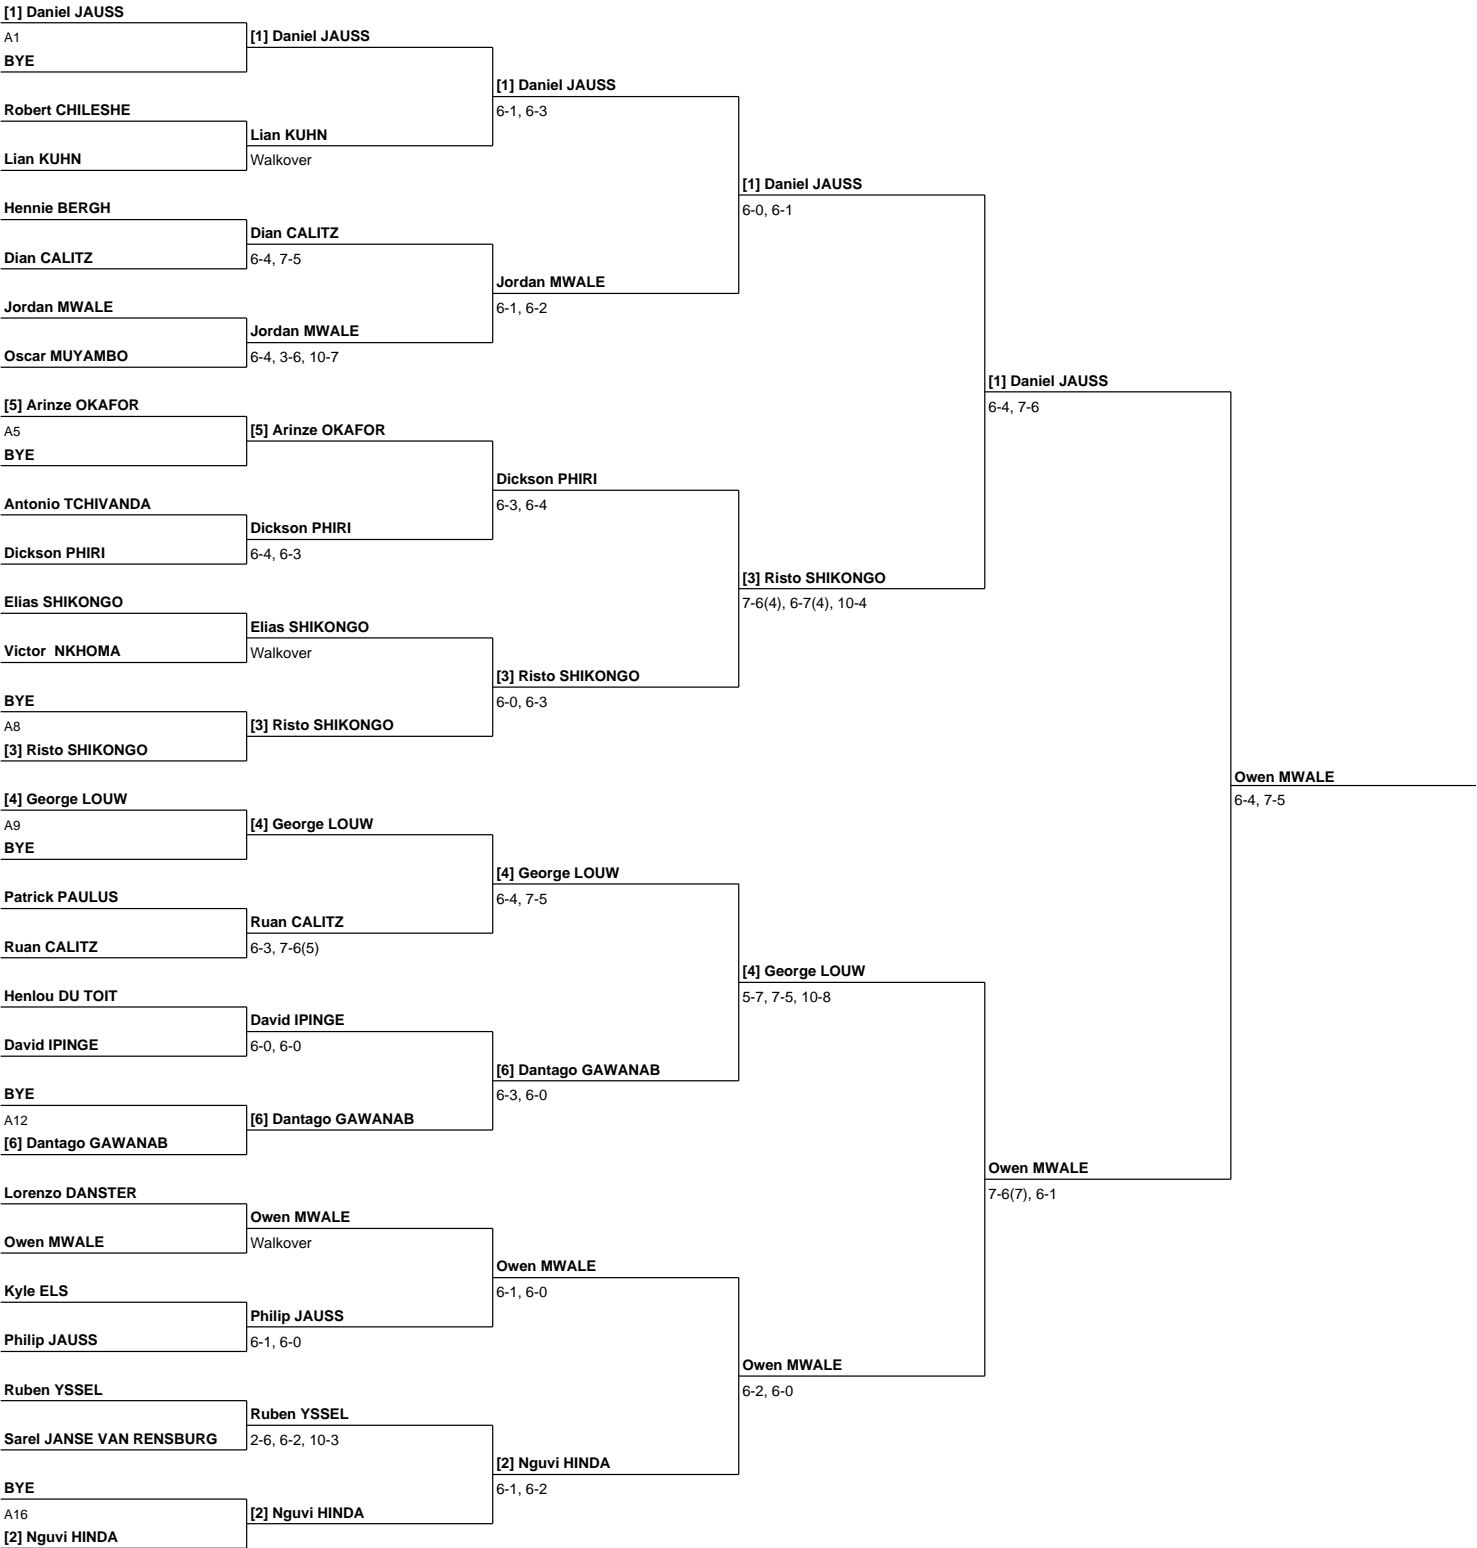 [1] Daniel JAUSS
A1
BYE
Robert CHILESHE
Lian KUHN
Hennie BERGH
Dian CALITZ
Jordan MWALE
Oscar MUYAMBO
[5] Arinze OKAFOR
A5
BYE
Antonio TCHIVANDA
Dickson PHIRI
Elias SHIKONGO
Victor NKHOMA
BYE
A8
[3] Risto SHIKONGO
[4] George LOUW
A9
BYE
Patrick PAULUS
Ruan CALITZ
Henlou DU TOIT
David IPINGE
BYE
A12
[6] Dantago GAWANAB
Lorenzo DANSTER
Owen MWALE
Kyle ELS
Philip JAUSS
Ruben YSSEL
Sarel JANSE VAN RENSBURG
BYE
A16
[2] Nguvi HINDA
[1] Daniel JAUSS
Lian KUHN
Walkover
Dian CALITZ
6-4, 7-5
Jordan MWALE
6-4, 3-6, 10-7
[5] Arinze OKAFOR
Dickson PHIRI
6-4, 6-3
Elias SHIKONGO
Walkover
[3] Risto SHIKONGO
[4] George LOUW
Ruan CALITZ
6-3, 7-6(5)
David IPINGE
6-0, 6-0
[6] Dantago GAWANAB
Owen MWALE
Walkover
Philip JAUSS
6-1, 6-0
Ruben YSSEL
2-6, 6-2, 10-3
[2] Nguvi HINDA
[1] Daniel JAUSS
6-1, 6-3
Jordan MWALE
6-1, 6-2
Dickson PHIRI
6-3, 6-4
[3] Risto SHIKONGO
6-0, 6-3
[4] George LOUW
6-4, 7-5
[6] Dantago GAWANAB
6-3, 6-0
Owen MWALE
6-1, 6-0
[2] Nguvi HINDA
6-1, 6-2
[1] Daniel JAUSS
6-0, 6-1
[3] Risto SHIKONGO
7-6(4), 6-7(4), 10-4
[4] George LOUW
5-7, 7-5, 10-8
Owen MWALE
6-2, 6-0
[1] Daniel JAUSS
6-4, 7-6
Owen MWALE
7-6(7), 6-1
Owen MWALE
6-4, 7-5